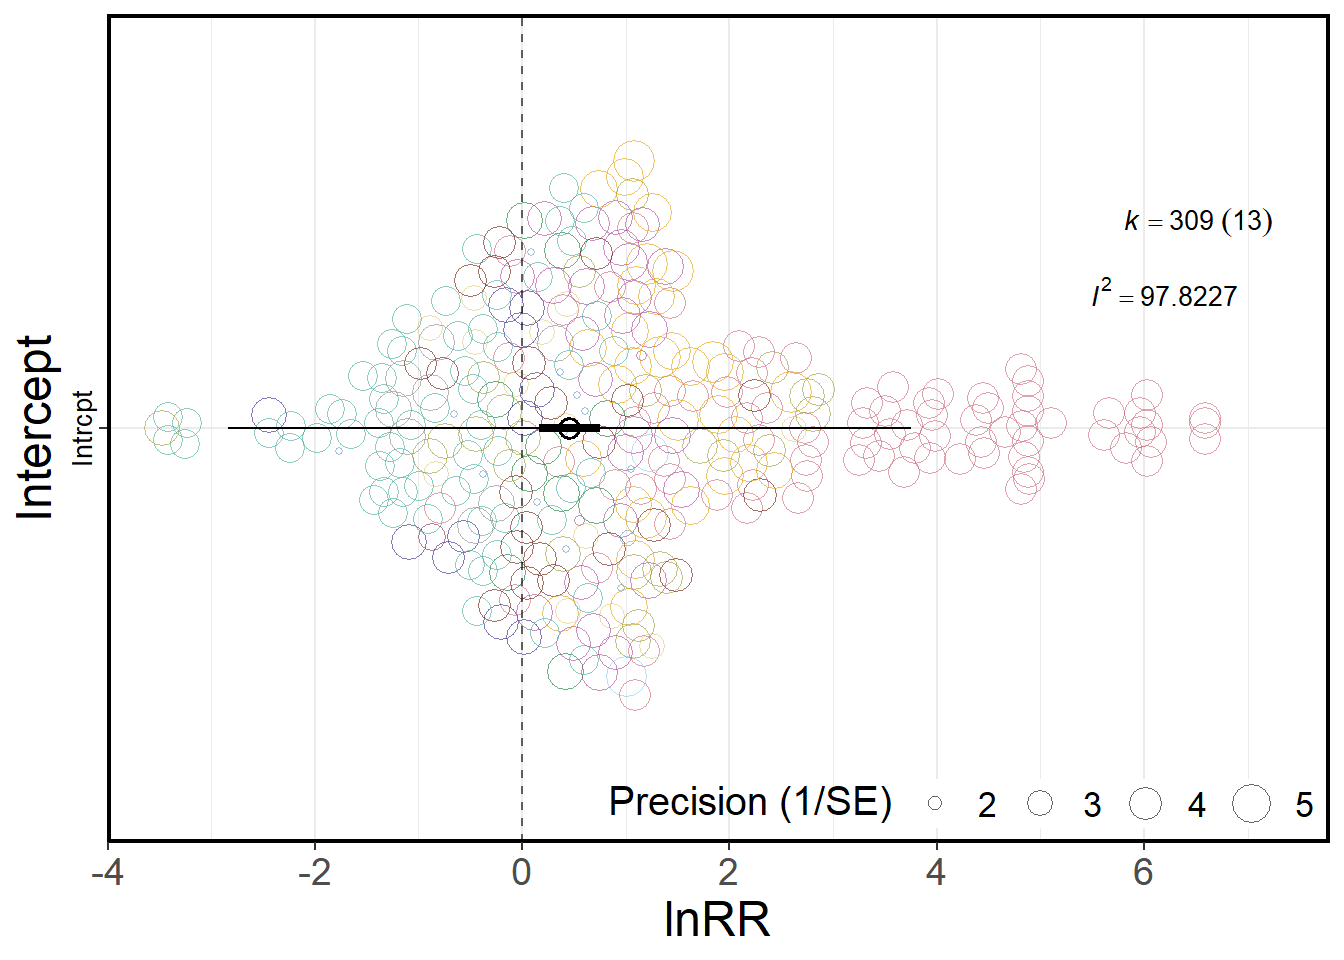 k = 309 (13)
I² = 97.8227
Intercept
Intrcpt
Precision (1/SE) 2 3 4 5
-4 -2 0 2 4 6
lnRR